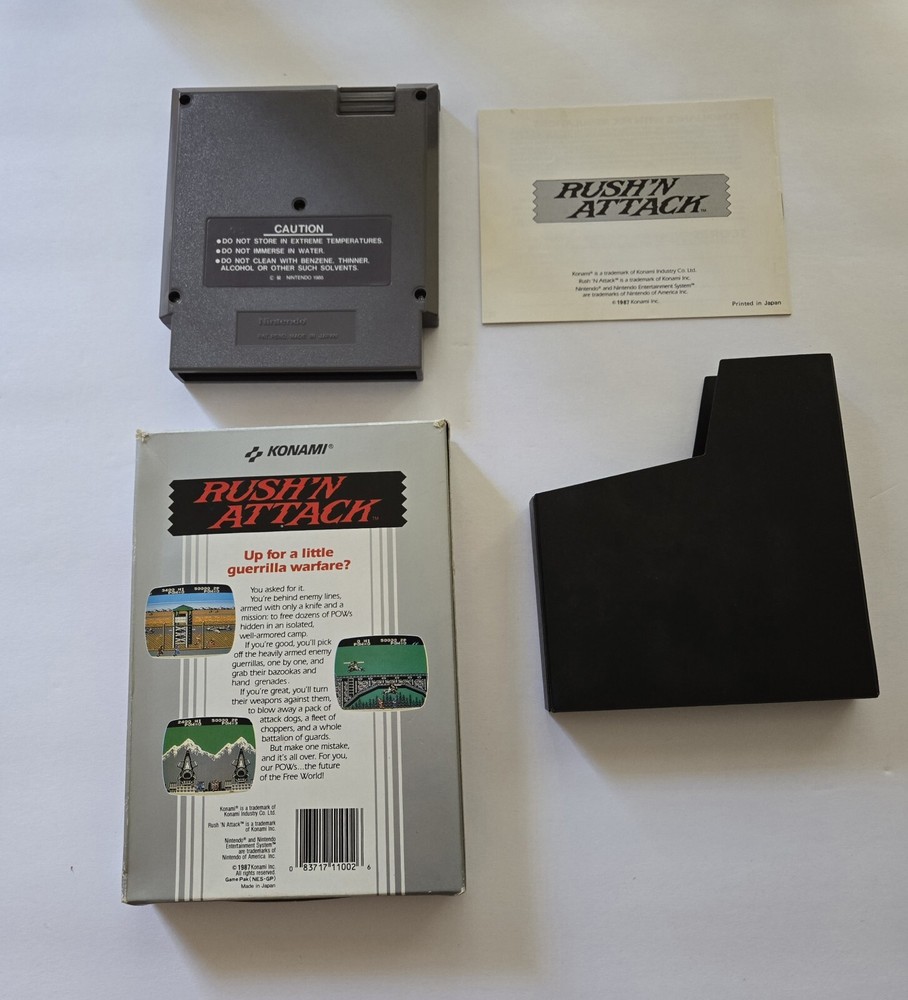 CAUTION
●DO NOT STORE IN EXTREME TEMPERATURES.
●DO NOT IMMERSE IN WATER.
●DO NOT CLEAN WITH BENZENE, THINNER,
ALCOHOL OR OTHER SUCH SOLVENTS.
NINTENDO 1985
Nintendo
RUSH'N
ATTACK™
Konami® is a trademark of Konami Industry Co. Ltd.
Rush 'N Attack™ is a trademark of Konami Inc.
Nintendo® and Nintendo Entertainment System™
are trademarks of Nintendo of America Inc.
© 1987 Konami Inc.
Printed in Japan
KONAMI®
RUSH'N
ATTACK™
Up for a little
guerrilla warfare?
You asked for it.
You're behind enemy lines,
armed with only a knife and a
mission: to free dozens of POWs
hidden in an isolated,
well-armored camp.
If you're good, you'll pick
off the heavily armed enemy
guerrillas, one by one, and
grab their bazookas and
hand grenades.
If you're great, you'll turn
their weapons against them,
to blow away a pack of
attack dogs, a fleet of
choppers, and a whole
battalion of guards.
But make one mistake,
and it's all over. For you,
our POWs...the future
of the Free World!
Konami® is a trademark of
Konami Industry Co. Ltd.
Rush 'N Attack™ is a trademark
of Konami Inc.
Nintendo® and Nintendo
Entertainment System™
are trademarks of
Nintendo of America Inc.
© 1987 Konami Inc.
All rights reserved.
Game Pak (NES-GP)
Made in Japan
0 83717 11002 6